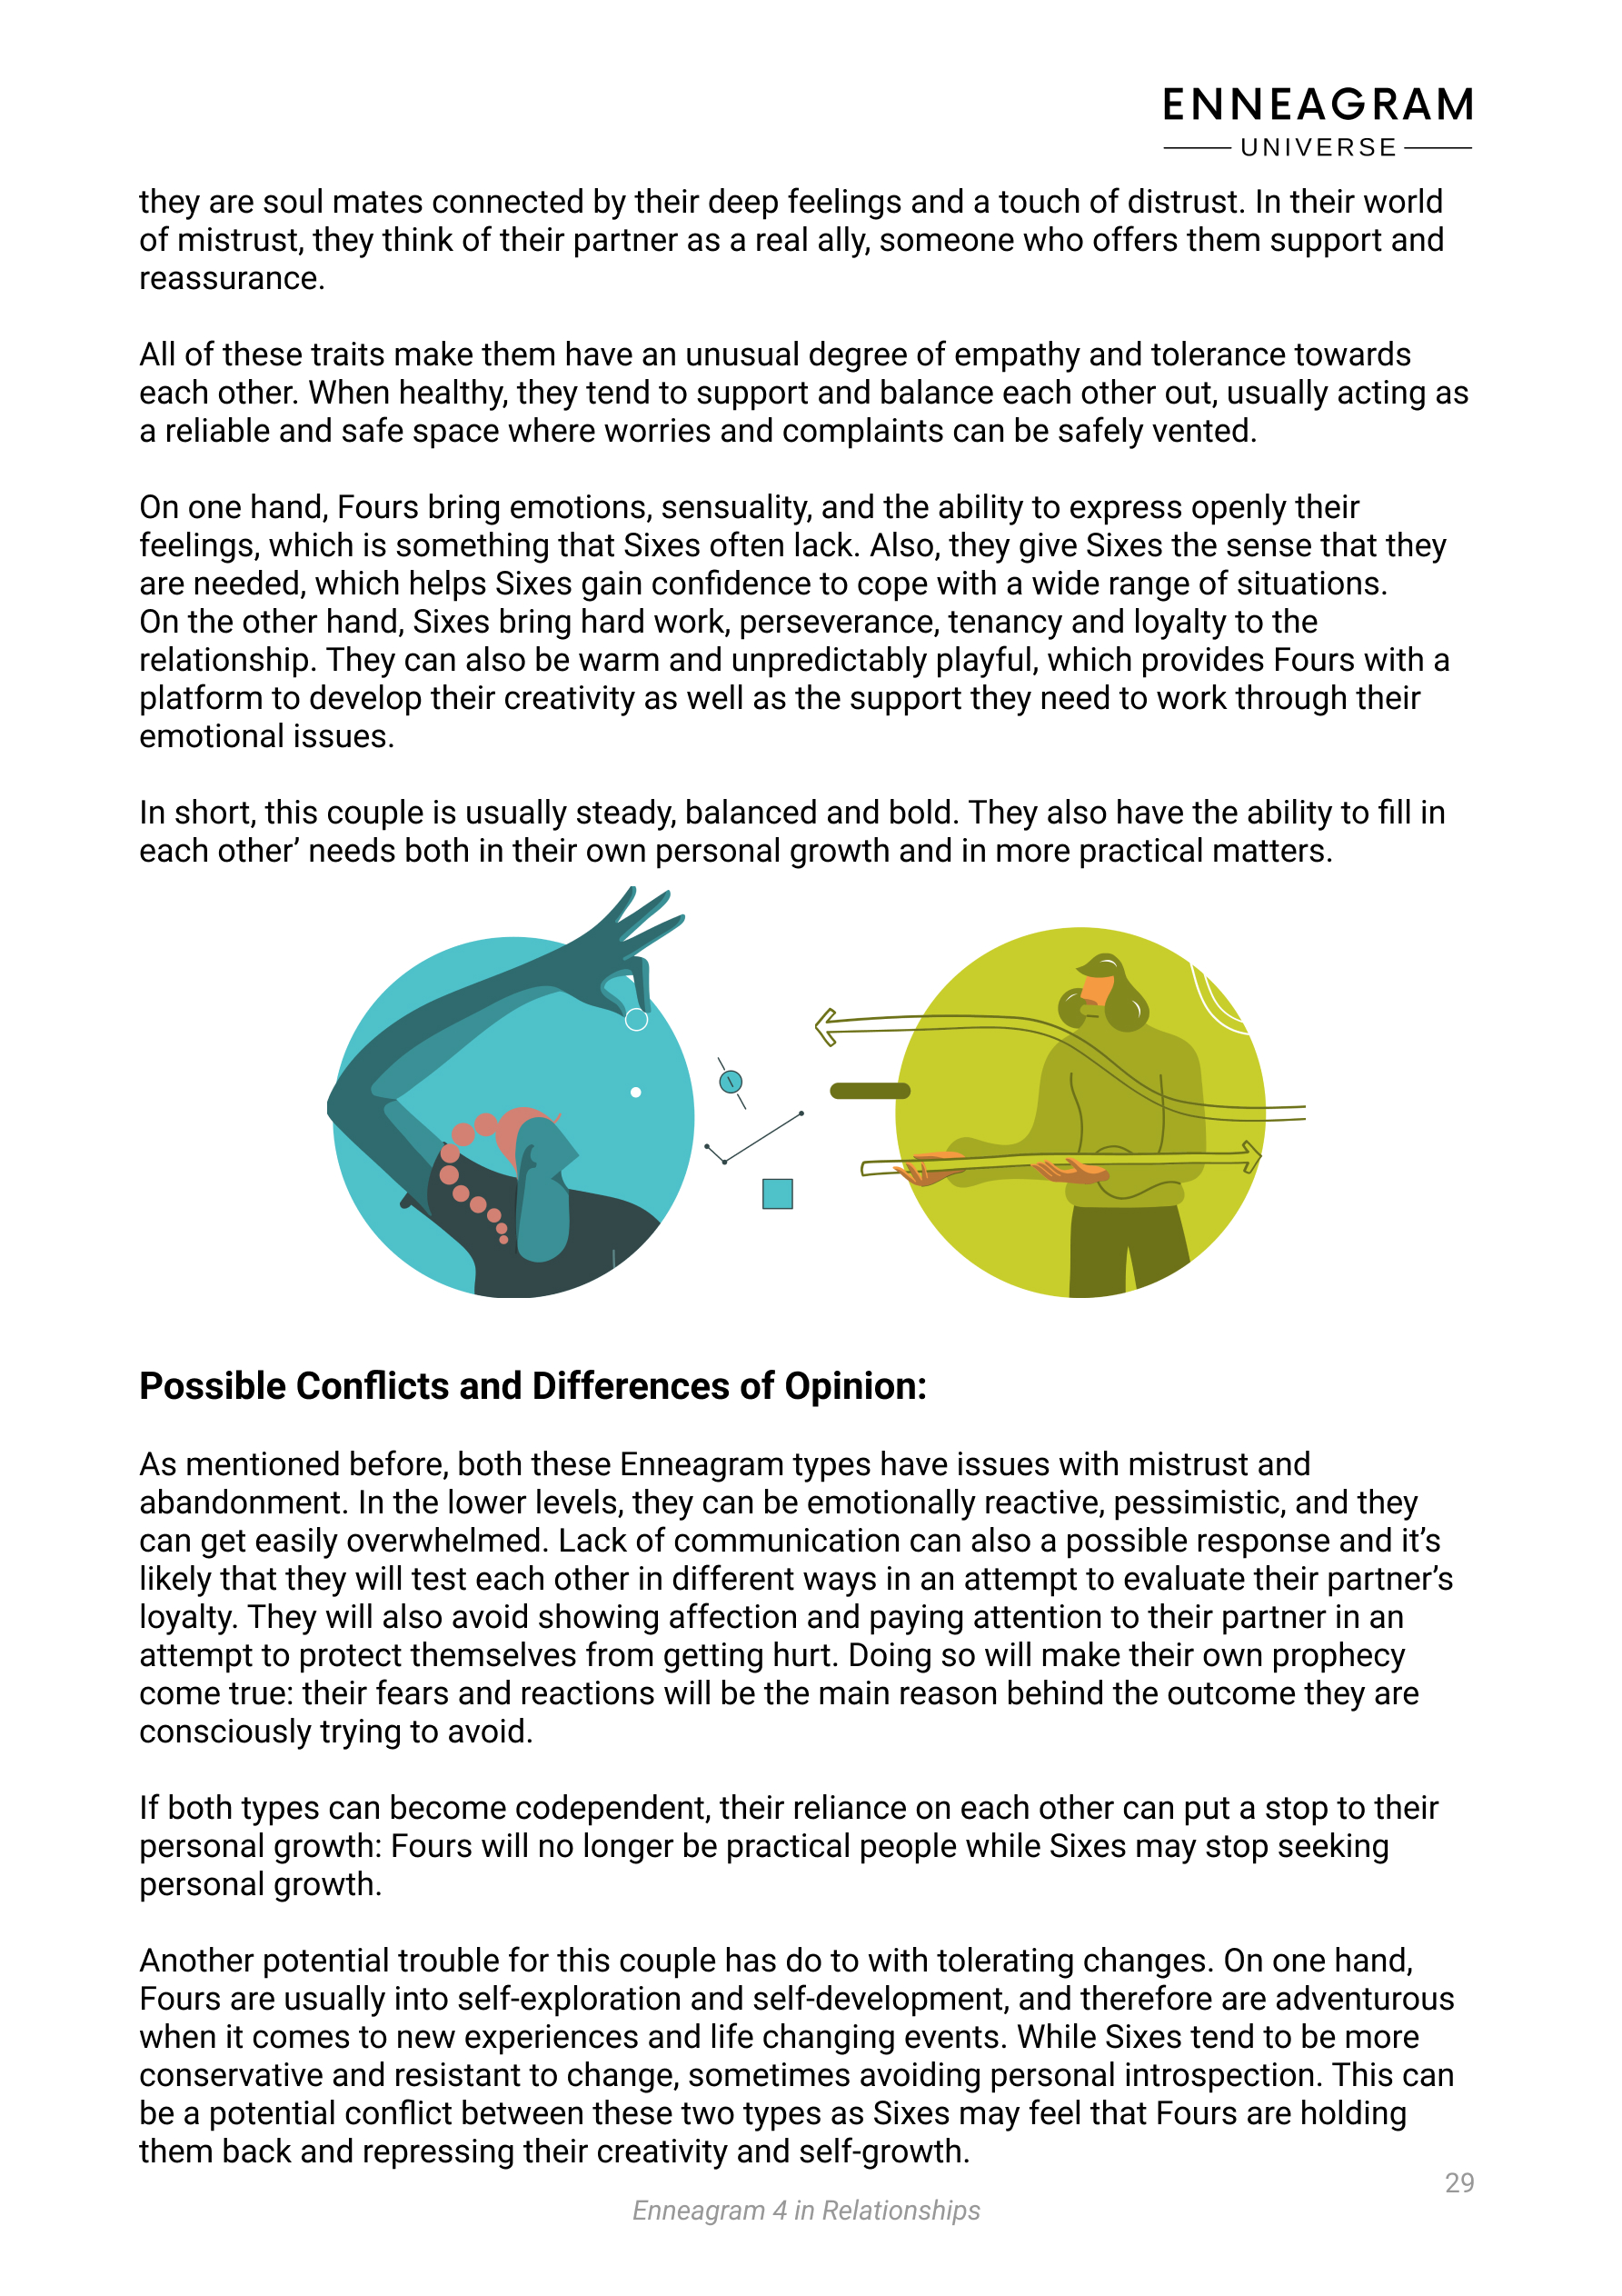 ENNEAGRAM
UNIVERSE
they are soul mates connected by their deep feelings and a touch of distrust. In their world
of mistrust, they think of their partner as a real ally, someone who offers them support and
reassurance.
All of these traits make them have an unusual degree of empathy and tolerance towards
each other. When healthy, they tend to support and balance each other out, usually acting as
a reliable and safe space where worries and complaints can be safely vented.
On one hand, Fours bring emotions, sensuality, and the ability to express openly their
feelings, which is something that Sixes often lack. Also, they give Sixes the sense that they
are needed, which helps Sixes gain confidence to cope with a wide range of situations.
On the other hand, Sixes bring hard work, perseverance, tenancy and loyalty to the
relationship. They can also be warm and unpredictably playful, which provides Fours with a
platform to develop their creativity as well as the support they need to work through their
emotional issues.
In short, this couple is usually steady, balanced and bold. They also have the ability to fill in
each other’ needs both in their own personal growth and in more practical matters.
Possible Conflicts and Differences of Opinion:
As mentioned before, both these Enneagram types have issues with mistrust and
abandonment. In the lower levels, they can be emotionally reactive, pessimistic, and they
can get easily overwhelmed. Lack of communication can also a possible response and it’s
likely that they will test each other in different ways in an attempt to evaluate their partner’s
loyalty. They will also avoid showing affection and paying attention to their partner in an
attempt to protect themselves from getting hurt. Doing so will make their own prophecy
come true: their fears and reactions will be the main reason behind the outcome they are
consciously trying to avoid.
If both types can become codependent, their reliance on each other can put a stop to their
personal growth: Fours will no longer be practical people while Sixes may stop seeking
personal growth.
Another potential trouble for this couple has do to with tolerating changes. On one hand,
Fours are usually into self-exploration and self-development, and therefore are adventurous
when it comes to new experiences and life changing events. While Sixes tend to be more
conservative and resistant to change, sometimes avoiding personal introspection. This can
be a potential conflict between these two types as Sixes may feel that Fours are holding
them back and repressing their creativity and self-growth.
29
Enneagram 4 in Relationships